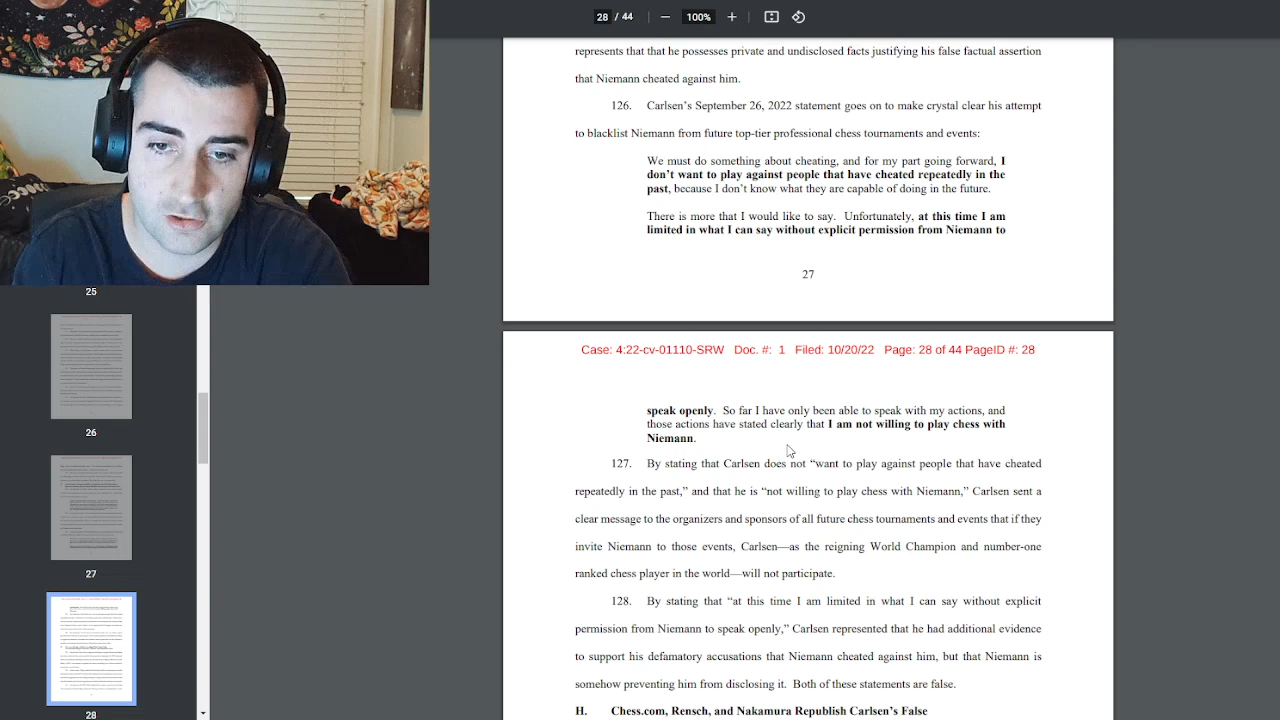 28 / 44
100%
represents that that he possesses private and undisclosed facts justifying his false factual assertion
that Niemann cheated against him.
126. Carlsen's September 26, 2022 statement goes on to make crystal clear his attempt
to blacklist Niemann from future top-tier professional chess tournaments and events:
We must do something about cheating, and for my part going forward, I
don't want to play against people that have cheated repeatedly in the
past, because I don't know what they are capable of doing in the future.
There is more that I would like to say. Unfortunately, at this time I am
limited in what I can say without explicit permission from Niemann to
27
Case: 4:22-cv-01110-SRW Doc. #: 1 Filed: 10/20/22 Page: 28 of 44 PageID #: 28
speak openly. So far I have only been able to speak with my actions, and
those actions have stated clearly that I am not willing to play chess with
Niemann.
127. By stating that Carlsen does not "want to play against people that have cheated
repeatedly in the past," and that he is "not willing to play chess with Niemann," Carlsen sent a
clear message to the organizers and sponsors of all future chess tournaments and events that if they
invite Niemann to those events, Carlsen—as the reigning World Champion and number-one
ranked chess player in the world—will not participate.
128. By stating that "at this time I am limited in what I can say without explicit
permission from Niemann to speak openly," Carlsen represented that he has additional evidence
to support his false accusation that Niemann cheated against him and that Niemann is
somehow preventing him from revealing what all of this evidence are.
H. Chess.com, Rensch, and Nakamura Republish Carlsen's False
25
26
27
28